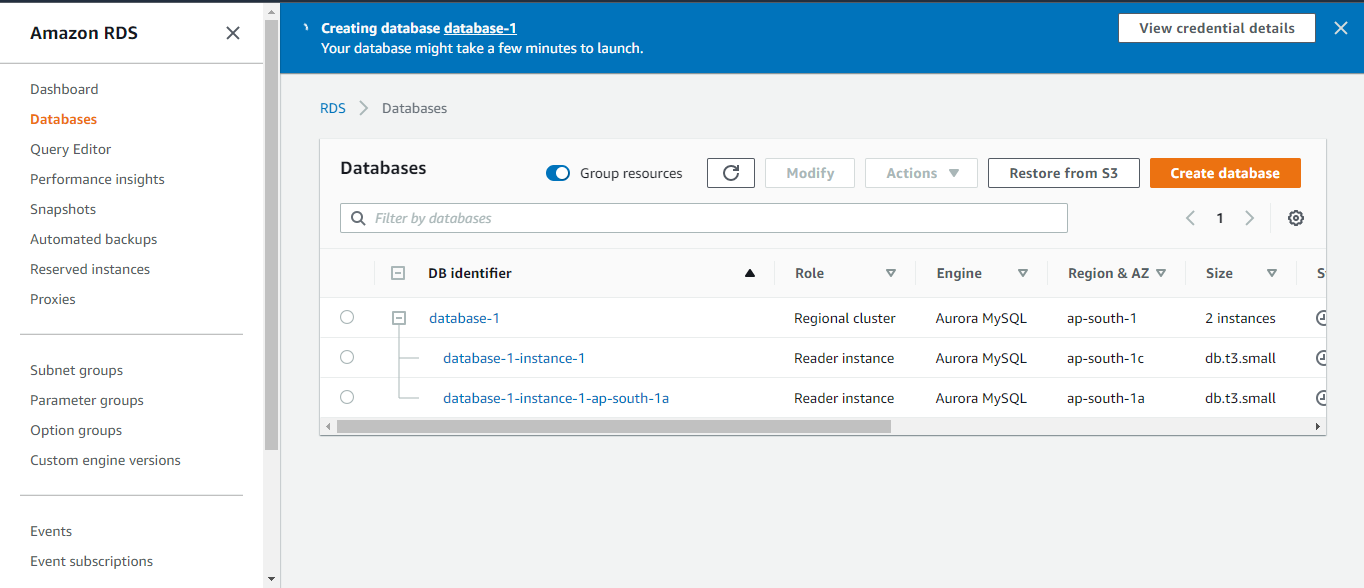 Amazon RDS
Dashboard
Databases
Query Editor
Performance insights
Snapshots
Automated backups
Reserved instances
Proxies
Subnet groups
Parameter groups
Option groups
Custom engine versions
Events
Event subscriptions
Creating database database-1
Your database might take a few minutes to launch.
View credential details
RDS Databases
Databases Group resources Modify Actions Restore from S3 Create database
Filter by databases 1
DB identifier Role Engine Region & AZ Size
database-1 Regional cluster Aurora MySQL ap-south-1 2 instances
database-1-instance-1 Reader instance Aurora MySQL ap-south-1c db.t3.small
database-1-instance-1-ap-south-1a Reader instance Aurora MySQL ap-south-1a db.t3.small